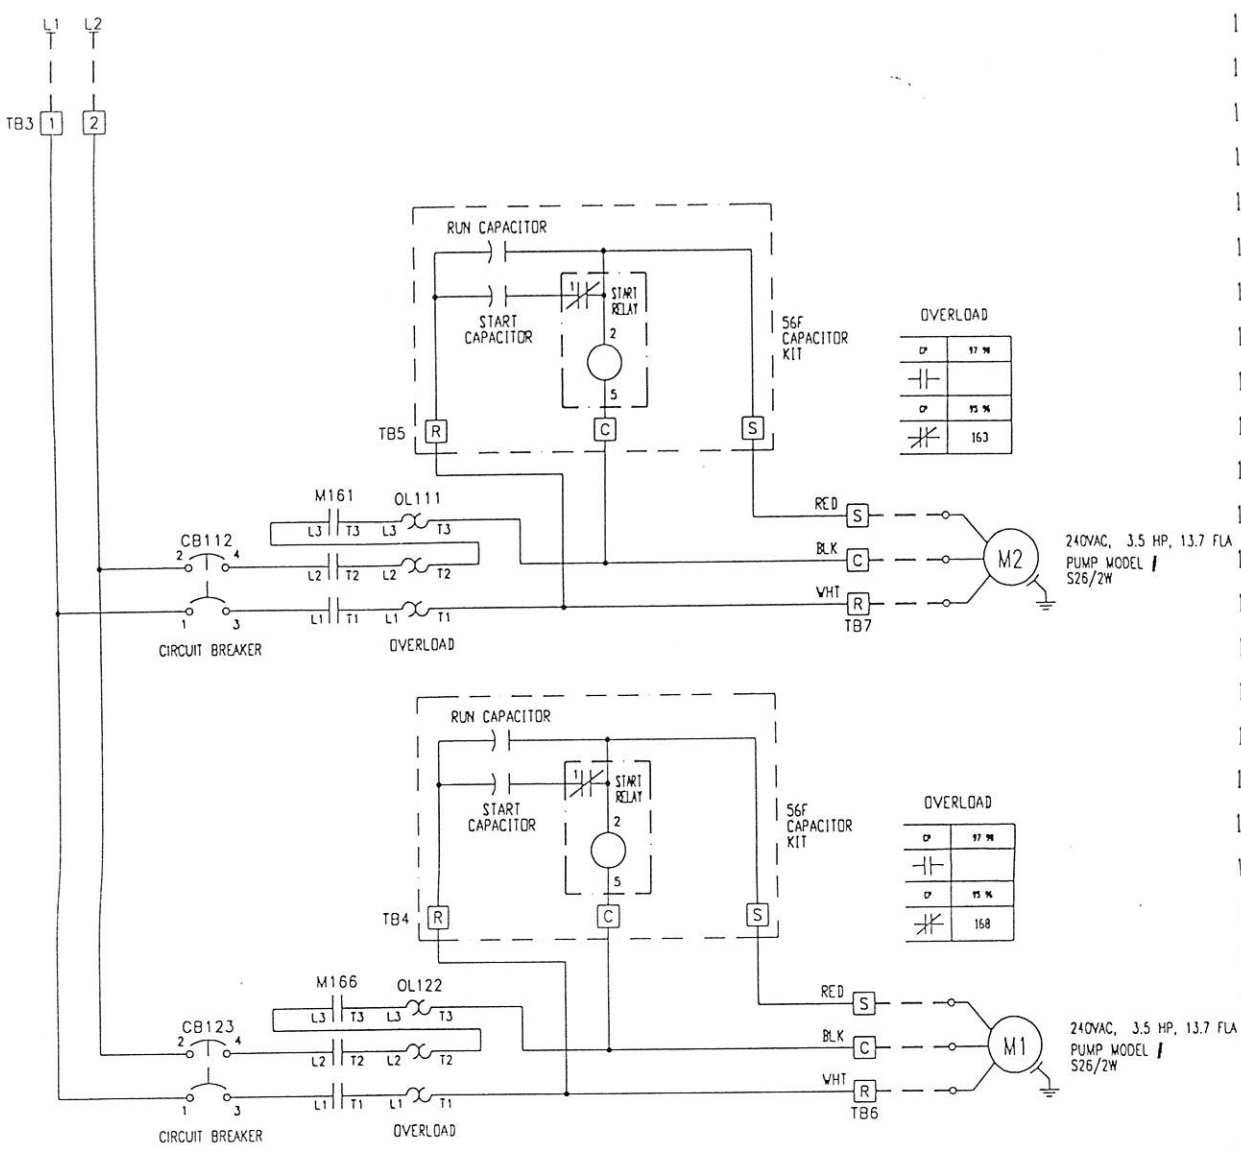 L1 L2
TB3 1 2
RUN CAPACITOR
1 START RELAY
START CAPACITOR
2
5
56F CAPACITOR KIT
TB5 R C S
OVERLOAD
163
M161 OL111
L3 T3 L3 T3
CB112
2 4
L2 T2 L2 T2
1 3
L1 T1 L1 T1
CIRCUIT BREAKER
OVERLOAD
RED S
BLK C
WHT R
TB7
M2
240VAC, 3.5 HP, 13.7 FLA
PUMP MODEL
S26/2W
RUN CAPACITOR
1 START RELAY
START CAPACITOR
2
5
56F CAPACITOR KIT
TB4 R C S
OVERLOAD
168
M166 OL122
L3 T3 L3 T3
CB123
2 4
L2 T2 L2 T2
1 3
L1 T1 L1 T1
CIRCUIT BREAKER
OVERLOAD
RED S
BLK C
WHT R
TB6
M1
240VAC, 3.5 HP, 13.7 FLA
PUMP MODEL
S26/2W